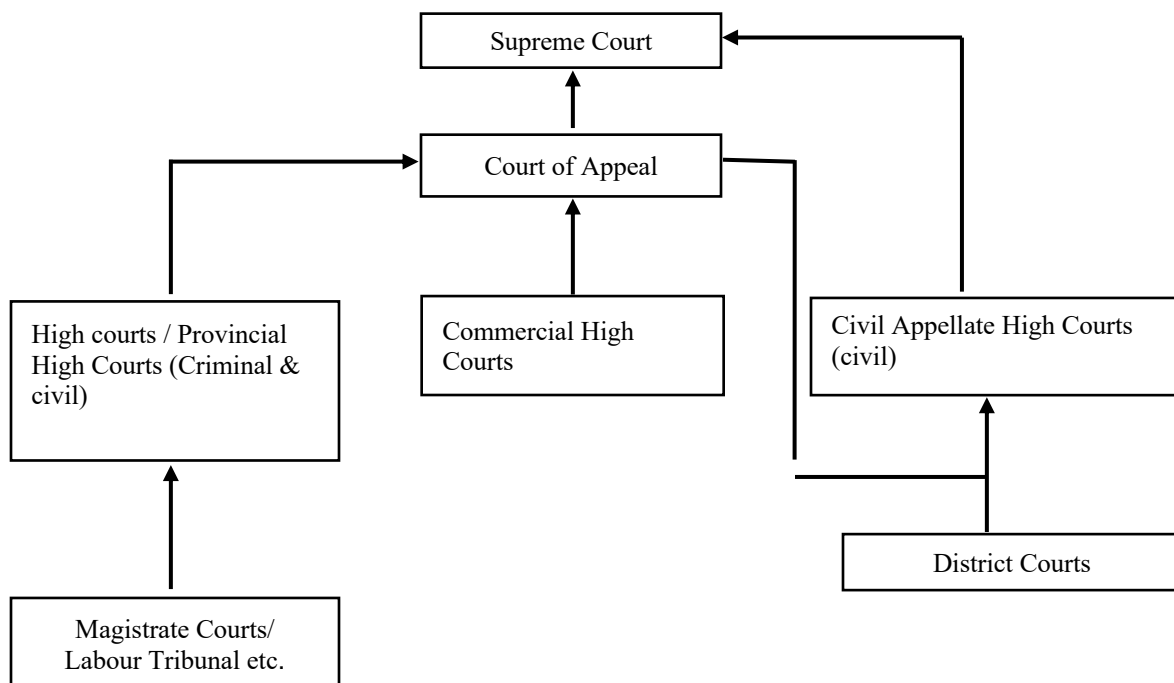 Supreme Court
Court of Appeal
High courts / Provincial
High Courts (Criminal &
civil)
Commercial High
Courts
Civil Appellate High Courts
(civil)
District Courts
Magistrate Courts/
Labour Tribunal etc.